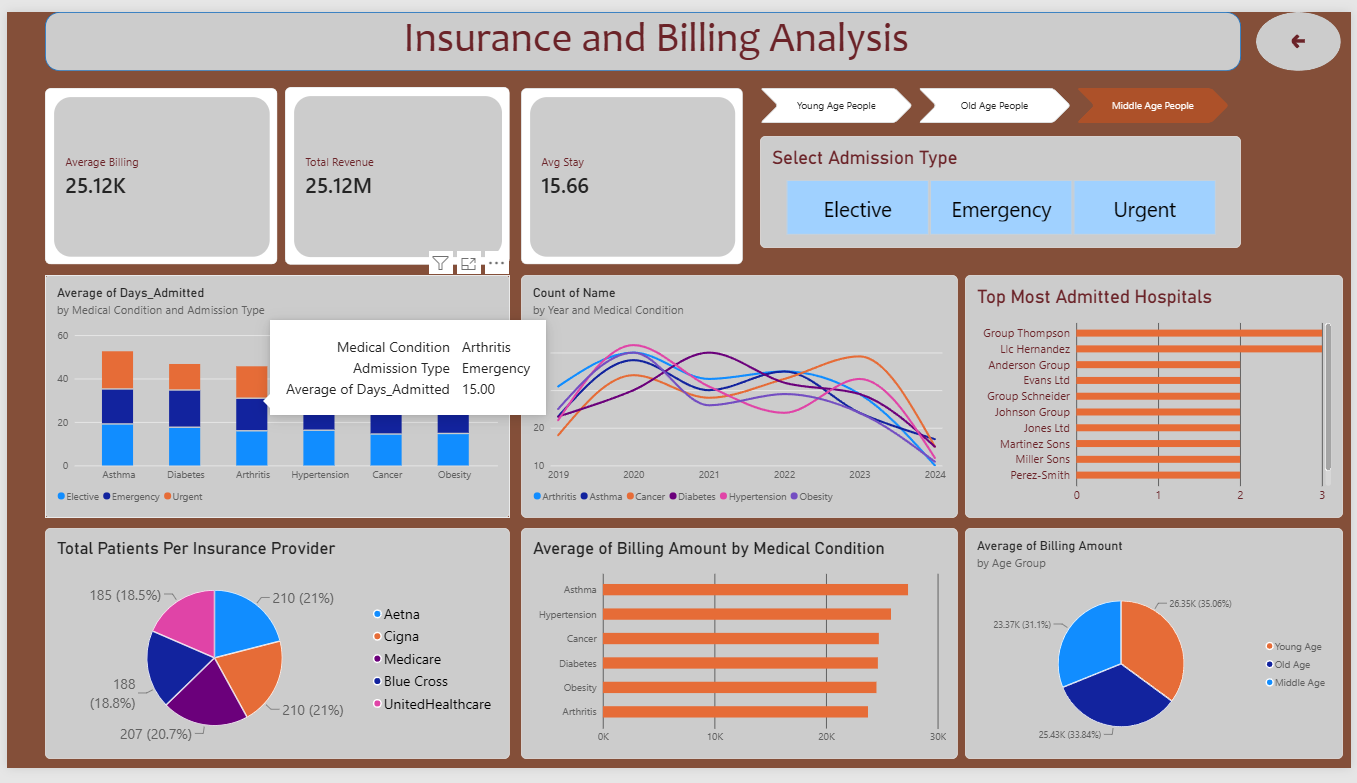 Insurance and Billing Analysis
Average Billing
25.12K
Total Revenue
25.12M
Avg Stay
15.66
Young Age People
Old Age People
Middle Age People
Select Admission Type
Elective
Emergency
Urgent
Average of Days_Admitted
by Medical Condition and Admission Type
60
40
20
0
Asthma
Diabetes
Arthritis
Hypertension
Cancer
Obesity
Elective
Emergency
Urgent
Medical Condition Arthritis
Admission Type Emergency
Average of Days_Admitted 15.00
Count of Name
by Year and Medical Condition
20
10
2019
2020
2021
2022
2023
2024
Arthritis
Asthma
Cancer
Diabetes
Hypertension
Obesity
Top Most Admitted Hospitals
Group Thompson
Llc Hernandez
Anderson Group
Evans Ltd
Group Schneider
Johnson Group
Jones Ltd
Martinez Sons
Miller Sons
Perez-Smith
0
1
2
3
Total Patients Per Insurance Provider
185 (18.5%)
210 (21%)
188
(18.8%)
210 (21%)
207 (20.7%)
Aetna
Cigna
Medicare
Blue Cross
UnitedHealthcare
Average of Billing Amount by Medical Condition
Asthma
Hypertension
Cancer
Diabetes
Obesity
Arthritis
0K
10K
20K
30K
Average of Billing Amount
by Age Group
26.35K (35.06%)
23.37K (31.1%)
25.43K (33.84%)
Young Age
Old Age
Middle Age